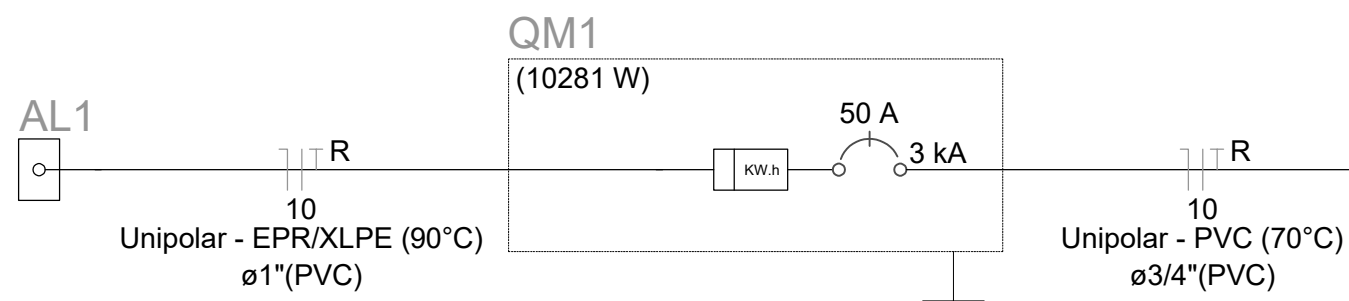 QM1
(10281 W)
AL1
50 A
R
KW.h
3 kA
R
10
Unipolar - EPR/XLPE (90°C)
ø1"(PVC)
10
Unipolar - PVC (70°C)
ø3/4"(PVC)